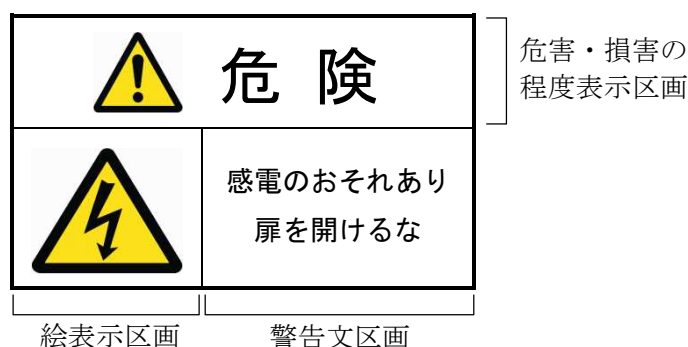 危険
危害・損害の
程度表示区画
感電のおそれあり
扉を開けるな
絵表示区画
警告文区画